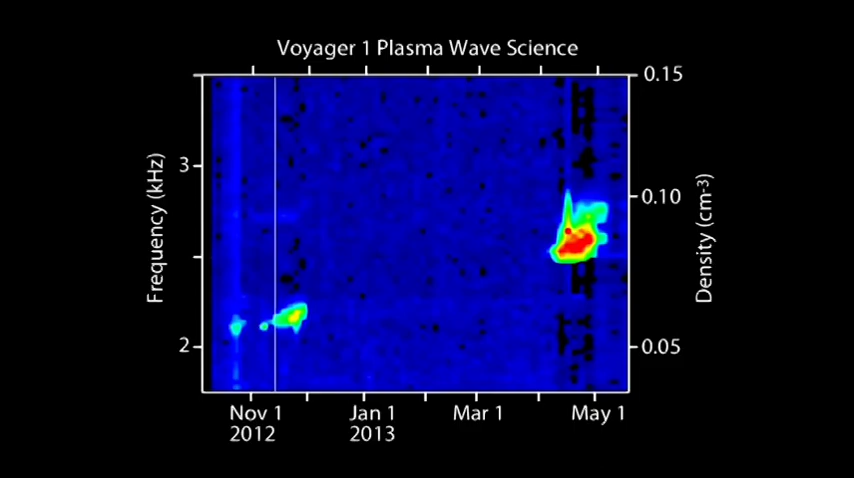 Voyager 1 Plasma Wave Science
Frequency (kHz)
3
2
0.15
0.10
0.05
Density (cm-3)
Nov 1
2012
Jan 1
2013
Mar 1
May 1